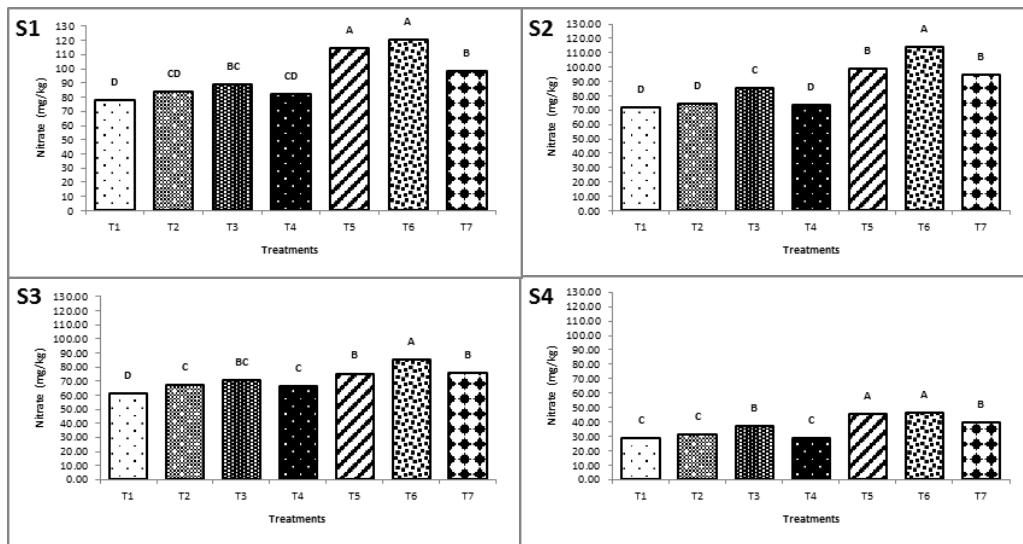 S1
Nitrate (mg/kg)
130
120
110
100
90
80
70
60
50
40
30
20
10
0
D
CD
BC
CD
A
A
B
T1 T2 T3 T4 T5 T6 T7
Treatments
S2
Nitrate (mg/kg)
130.00
120.00
110.00
100.00
90.00
80.00
70.00
60.00
50.00
40.00
30.00
20.00
10.00
0.00
D
D
C
D
B
A
B
T1 T2 T3 T4 T5 T6 T7
Treatments
S3
Nitrate (mg/kg)
130.00
120.00
110.00
100.00
90.00
80.00
70.00
60.00
50.00
40.00
30.00
20.00
10.00
0.00
D
C
BC
C
B
A
B
T1 T2 T3 T4 T5 T6 T7
Treatments
S4
Nitrate (mg/kg)
130.00
120.00
110.00
100.00
90.00
80.00
70.00
60.00
50.00
40.00
30.00
20.00
10.00
0.00
C
C
B
C
A
A
B
T1 T2 T3 T4 T5 T6 T7
Treatments